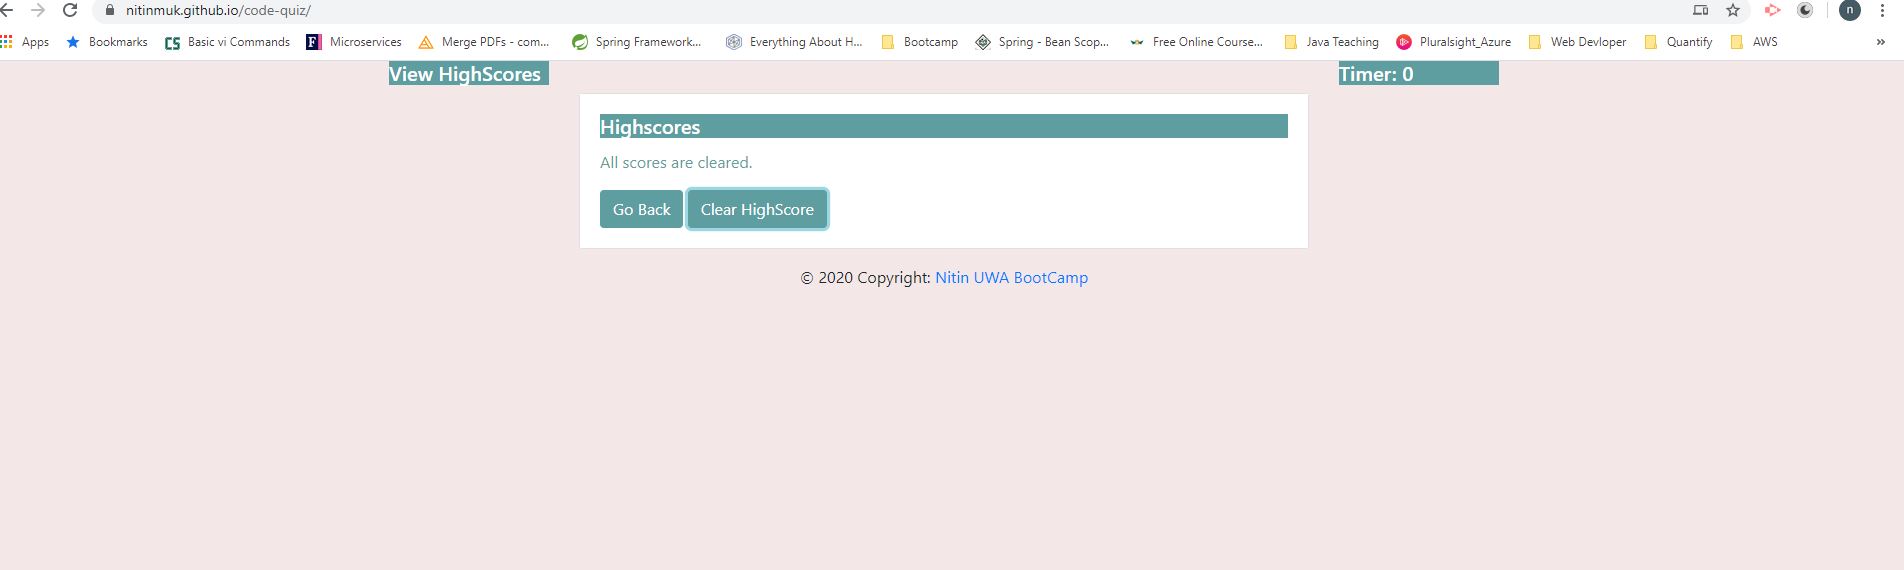 nitinmuk.github.io/code-quiz/
n
Apps Bookmarks CS Basic vi Commands F Microservices Merge PDFs - com... Spring Framework... Everything About H... Bootcamp Spring - Bean Scop... Free Online Course... Java Teaching Pluralsight_Azure Web Devloper Quantify AWS »
View HighScores Timer: 0
Highscores
All scores are cleared.
Go Back Clear HighScore
© 2020 Copyright: Nitin UWA BootCamp